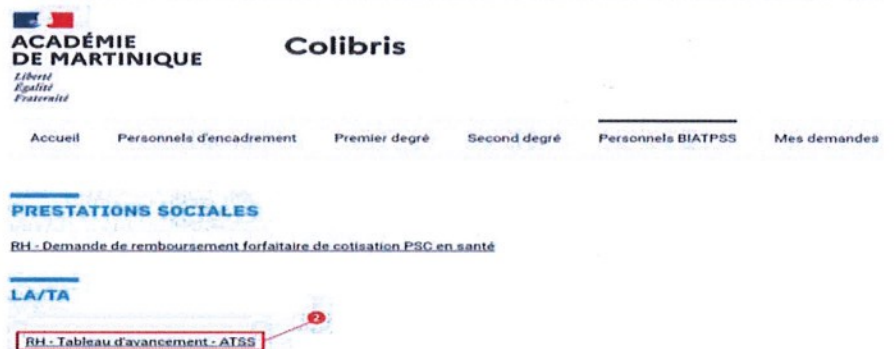 ACADÉMIE
DE MARTINIQUE
Liberté
Égalité
Fraternité
Colibris
Accueil Personnels d'encadrement Premier degré Second degré Personnels BIATPSS Mes demandes
PRESTATIONS SOCIALES
RH - Demande de remboursement forfaitaire de cotisation PSC en santé
LA/TA
2
RH - Tableau d'avancement - ATSS